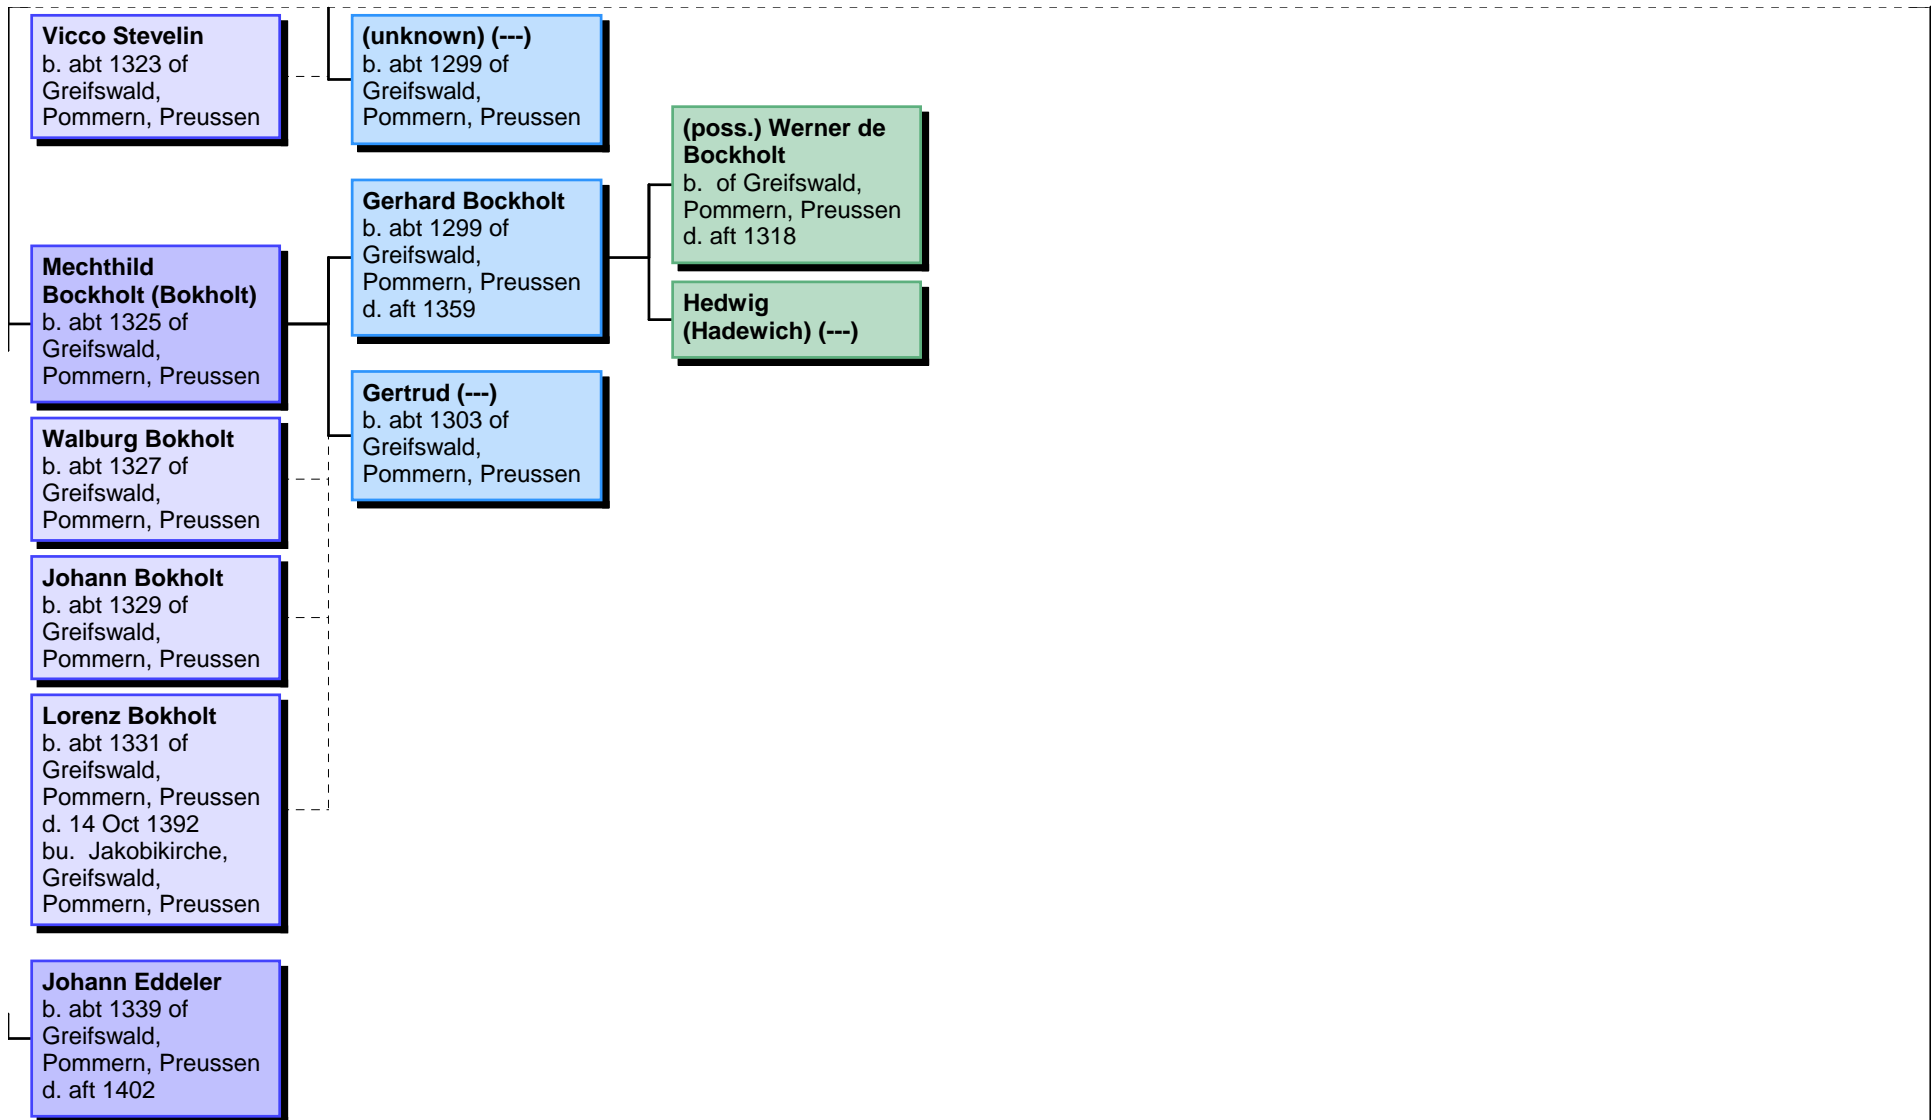 Vicco Stevelin
b. abt 1323 of
Greifswald,
Pommern, Preussen
Mechthild
Bockholt (Bokholt)
b. abt 1325 of
Greifswald,
Pommern, Preussen
Walburg Bokholt
b. abt 1327 of
Greifswald,
Pommern, Preussen
Johann Bokholt
b. abt 1329 of
Greifswald,
Pommern, Preussen
Lorenz Bokholt
b. abt 1331 of
Greifswald,
Pommern, Preussen
d. 14 Oct 1392
bu.  Jakobikirche,
Greifswald,
Pommern, Preussen
Johann Eddeler
b. abt 1339 of
Greifswald,
Pommern, Preussen
d. aft 1402
(unknown) (---)
b. abt 1299 of
Greifswald,
Pommern, Preussen
Gerhard Bockholt
b. abt 1299 of
Greifswald,
Pommern, Preussen
d. aft 1359
Gertrud (---)
b. abt 1303 of
Greifswald,
Pommern, Preussen
(poss.) Werner de
Bockholt
b.  of Greifswald,
Pommern, Preussen
d. aft 1318
Hedwig
(Hadewich) (---)